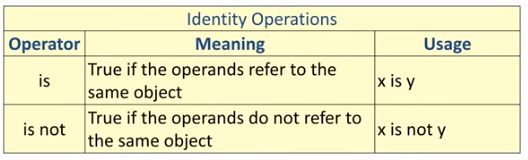 Identity Operations
Operator Meaning Usage
is True if the operands refer to the same object x is y
is not True if the operands do not refer to the same object x is not y